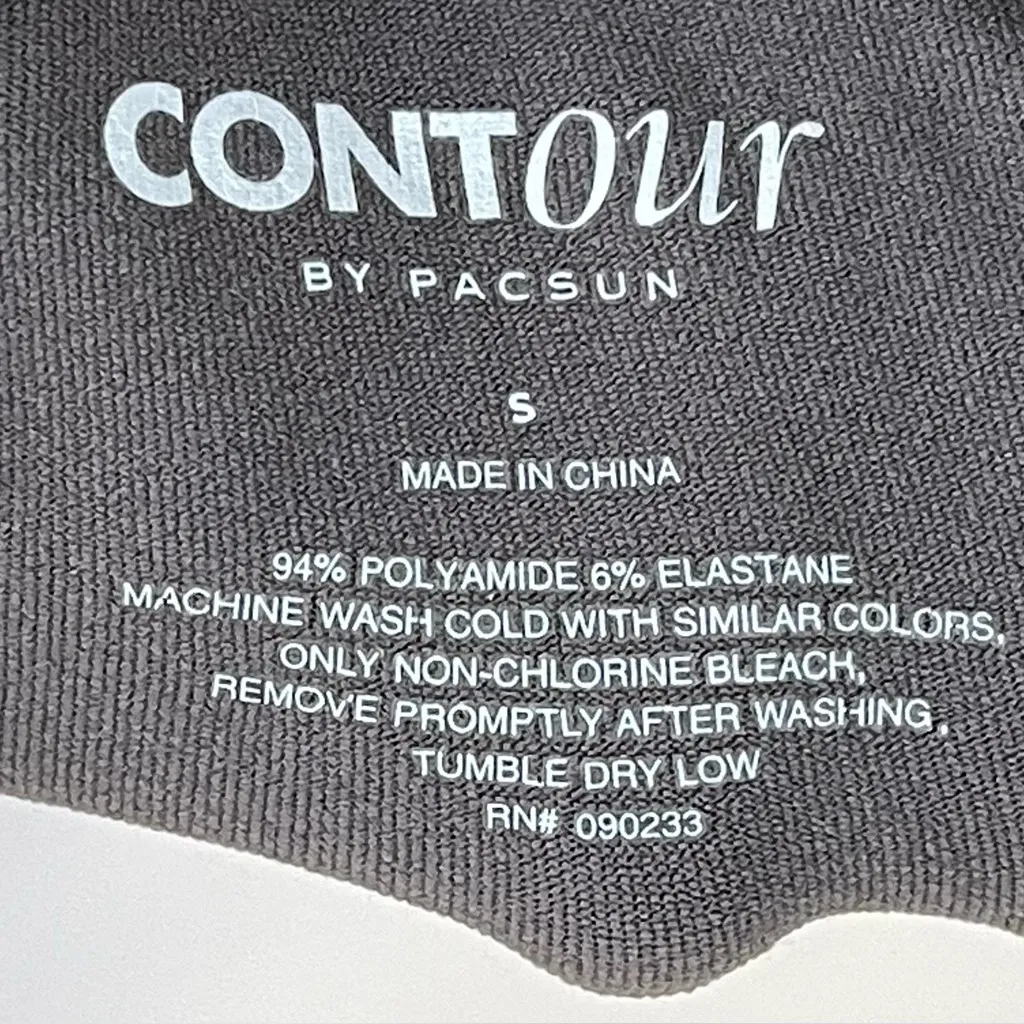 CONTour
BY PACSUN
S
MADE IN CHINA
94% POLYAMIDE 6% ELASTANE
MACHINE WASH COLD WITH SIMILAR COLORS,
ONLY NON-CHLORINE BLEACH,
REMOVE PROMPTLY AFTER WASHING,
TUMBLE DRY LOW
RN# 090233